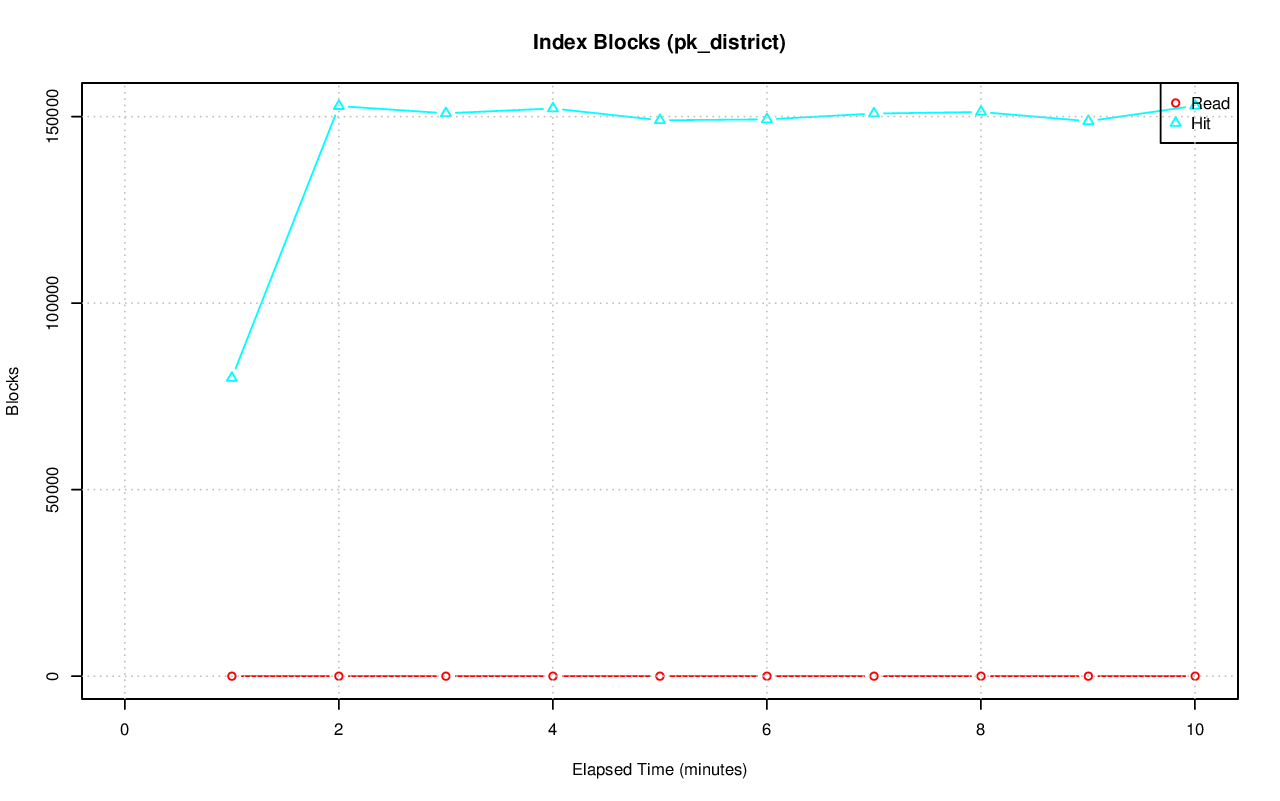 Index Blocks (pk_district)
Read
Hit
150000
100000
50000
0
Blocks
0 2 4 6 8 10
Elapsed Time (minutes)